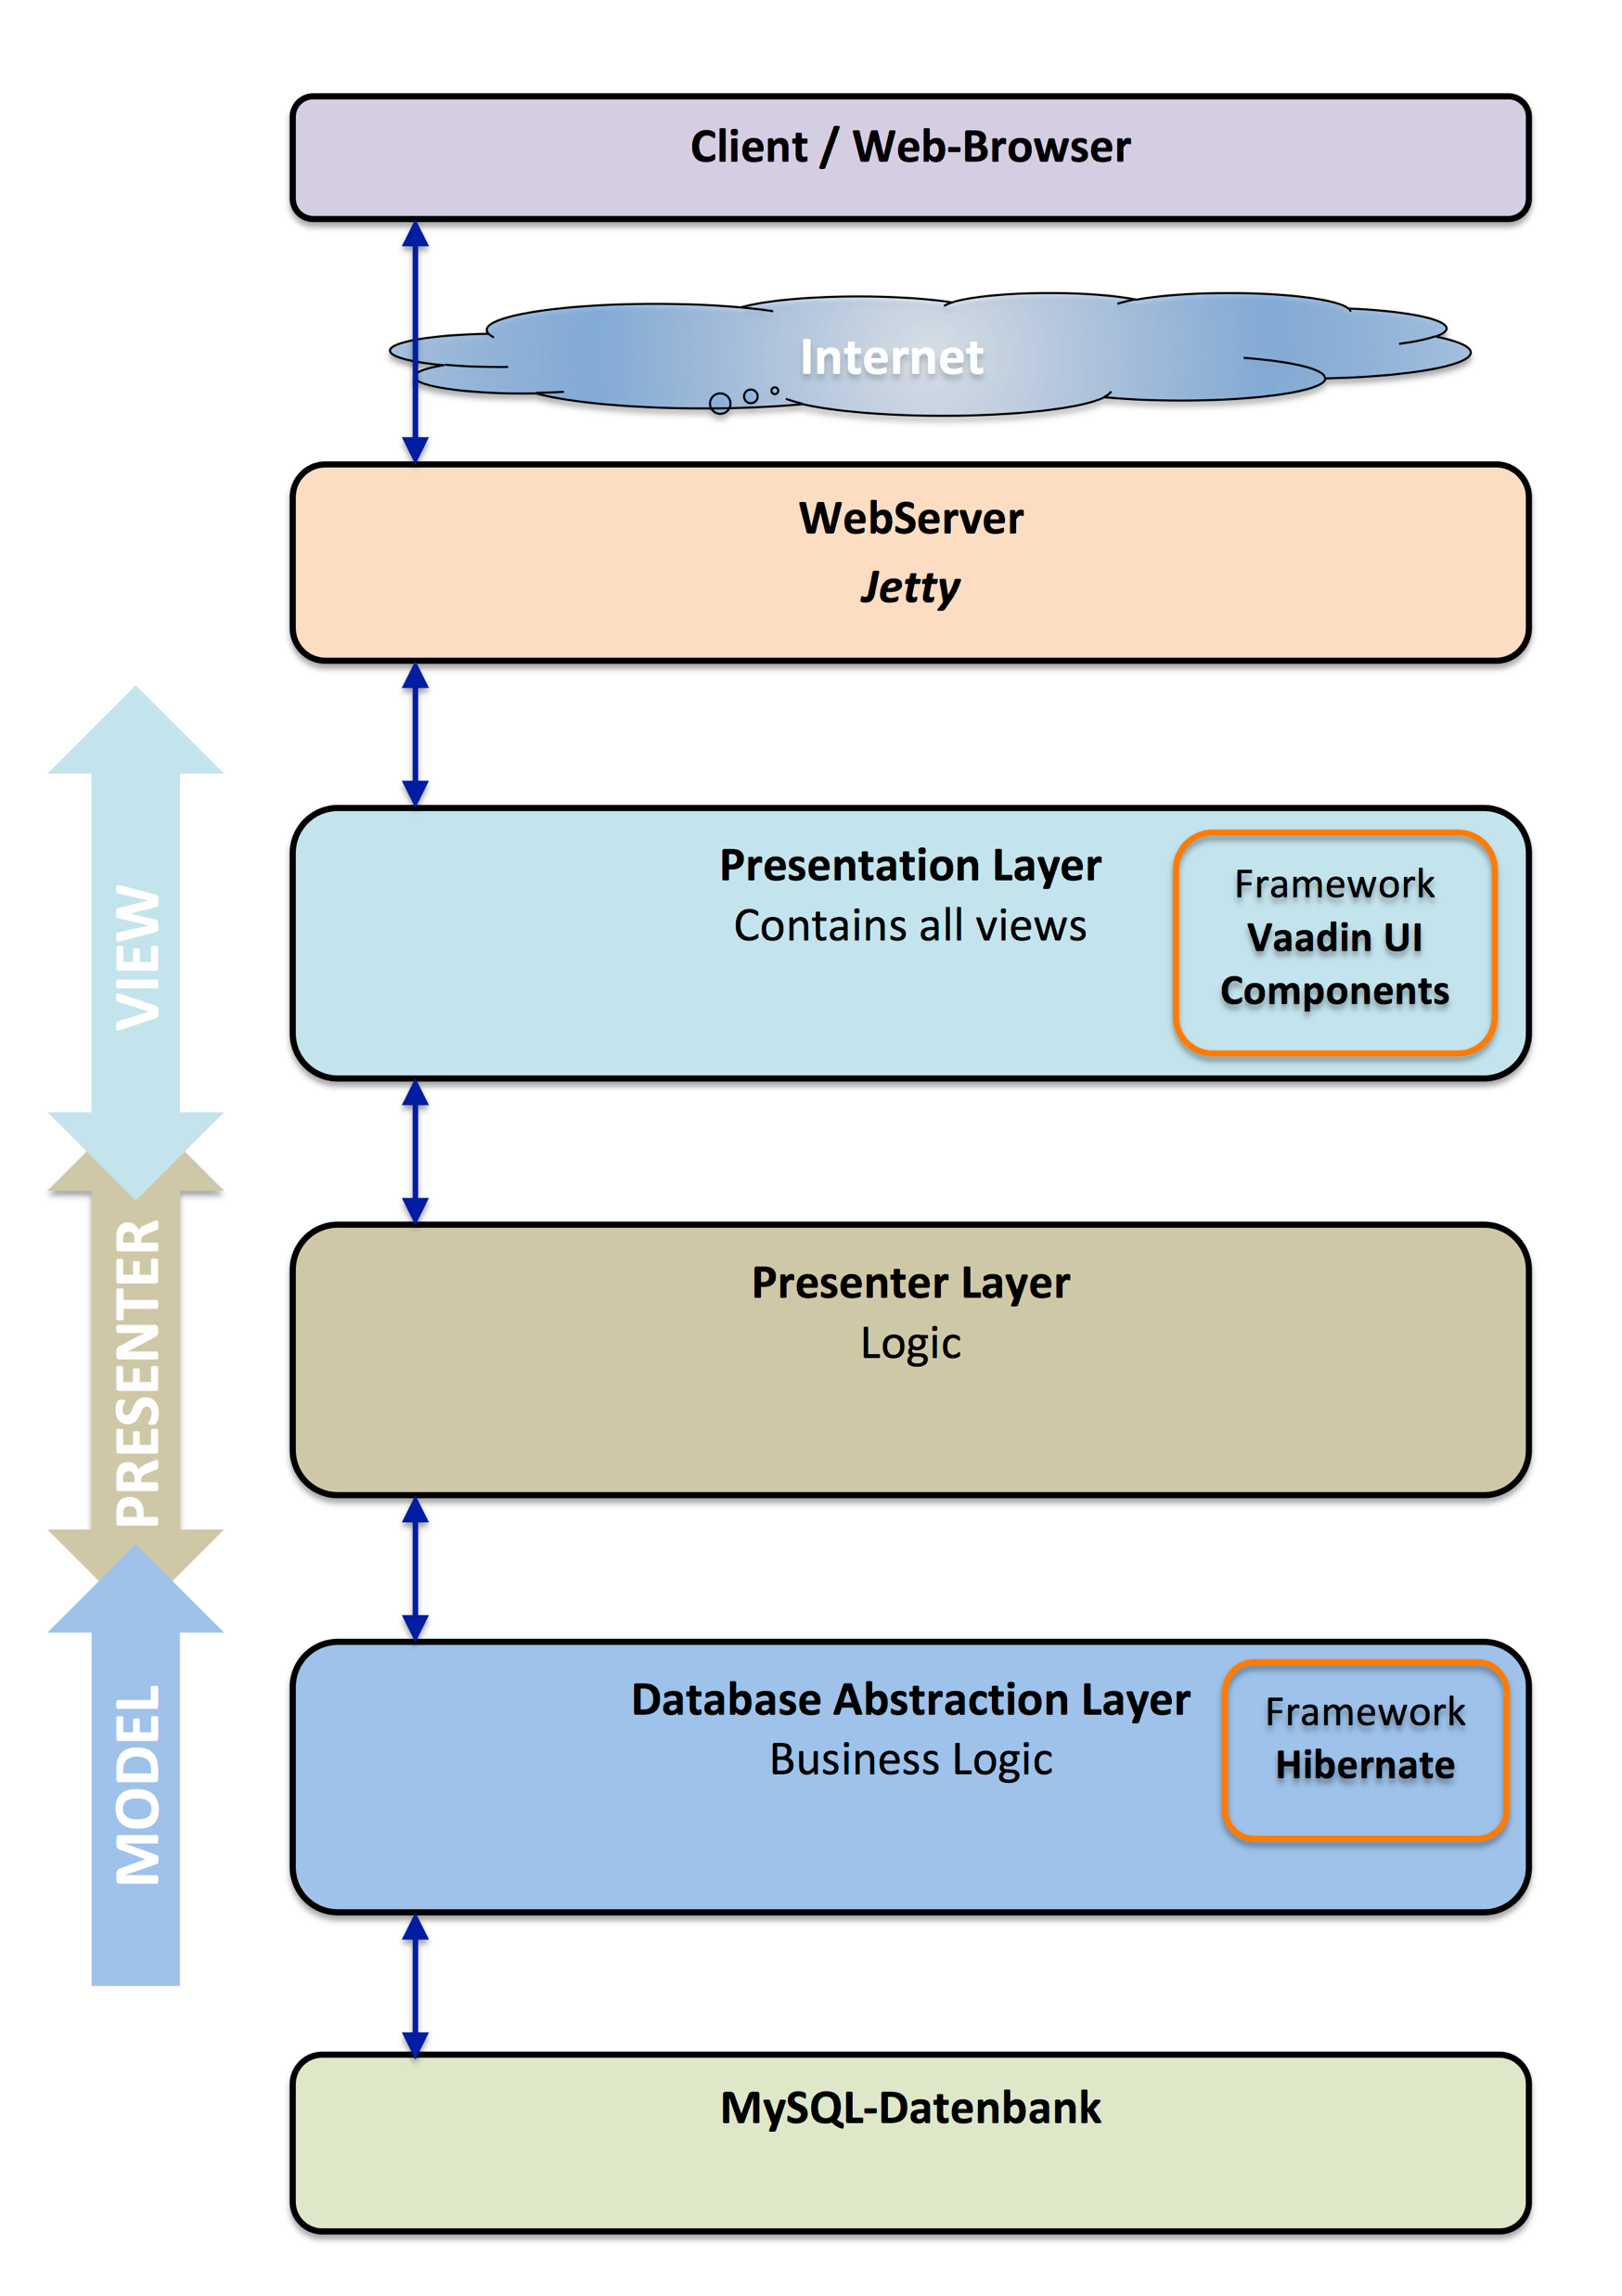 Client / Web-Browser
Internet
WebServer
Jetty
VIEW
Presentation Layer
Contains all views
Framework
Vaadin UI
Components
PRESENTER
Presenter Layer
Logic
MODEL
Database Abstraction Layer
Business Logic
Framework
Hibernate
MySQL-Datenbank